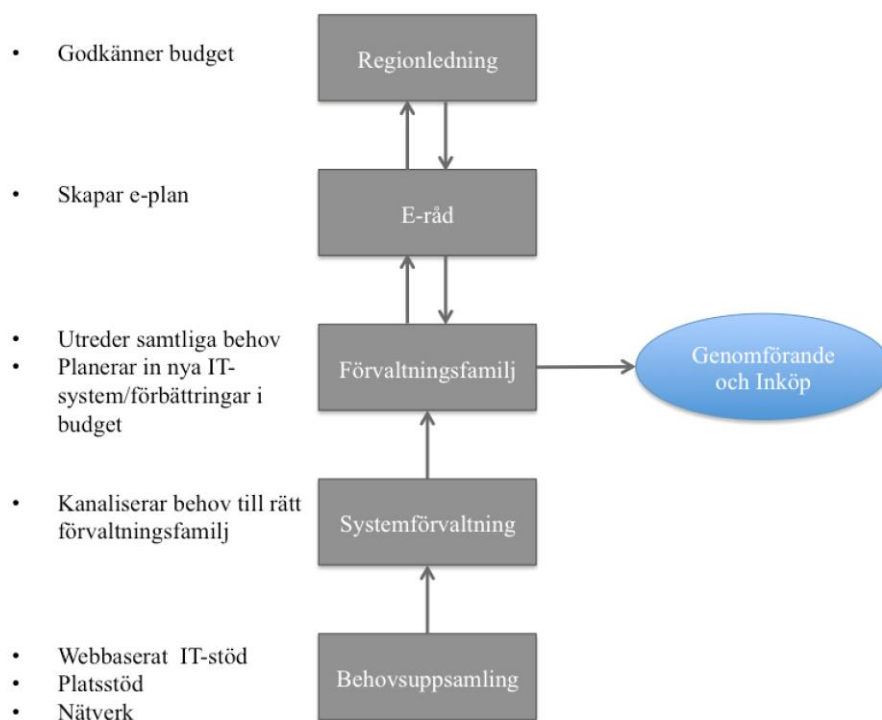 • Godkänner budget
Regionledning
• Skapar e-plan
E-råd
• Utreder samtliga behov
• Planerar in nya IT-
system/förbättringar i
budget
Förvaltningsfamilj
Genomförande
och Inköp
• Kanaliserar behov till rätt
förvaltningsfamilj
Systemförvaltning
• Webbaserat IT-stöd
• Platsstöd
• Nätverk
Behovsuppsamling